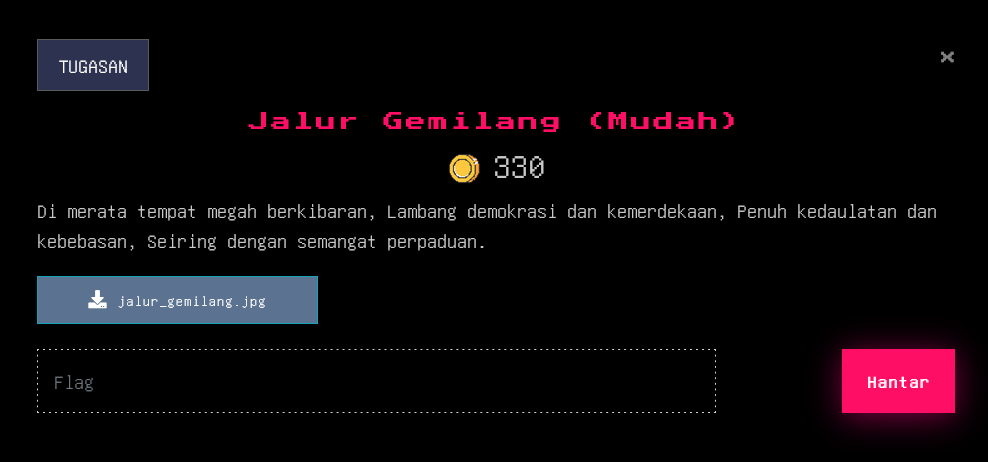 TUGASAN
×
Jalur Gemilang (Mudah)
330
Di merata tempat megah berkibaran, Lambang demokrasi dan kemerdekaan, Penuh kedaulatan dan
kebebasan, Seiring dengan semangat perpaduan.
jalur_gemilang.jpg
Flag
Hantar